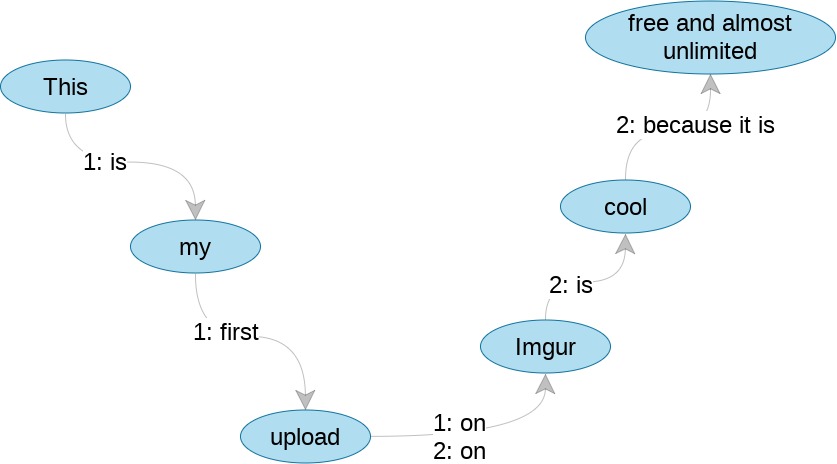 This
1: is
my
1: first
upload
1: on
2: on
Imgur
2: is
cool
2: because it is
free and almost
unlimited